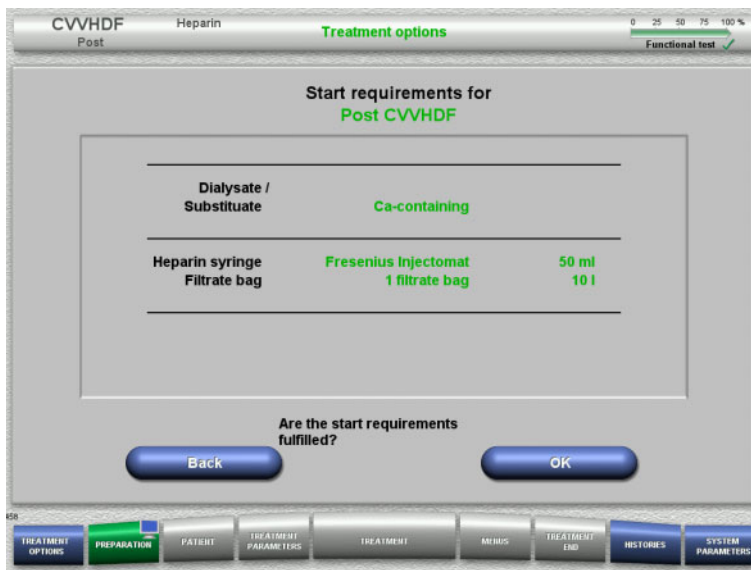 CVVHDF
Post
Heparin
Treatment options
0 25 50 75 100 %
Functional test
Start requirements for
Post CVVHDF
Dialysate /
Substituate Ca-containing
Heparin syringe Fresenius Injectomat 50 ml
Filtrate bag 1 filtrate bag 10 l
Are the start requirements
fulfilled?
Back OK
458
TREATMENT
OPTIONS
PREPARATION
PATIENT
TREATMENT
PARAMETERS
TREATMENT
MENUS
TREATMENT
END
HISTORIES
SYSTEM
PARAMETERS